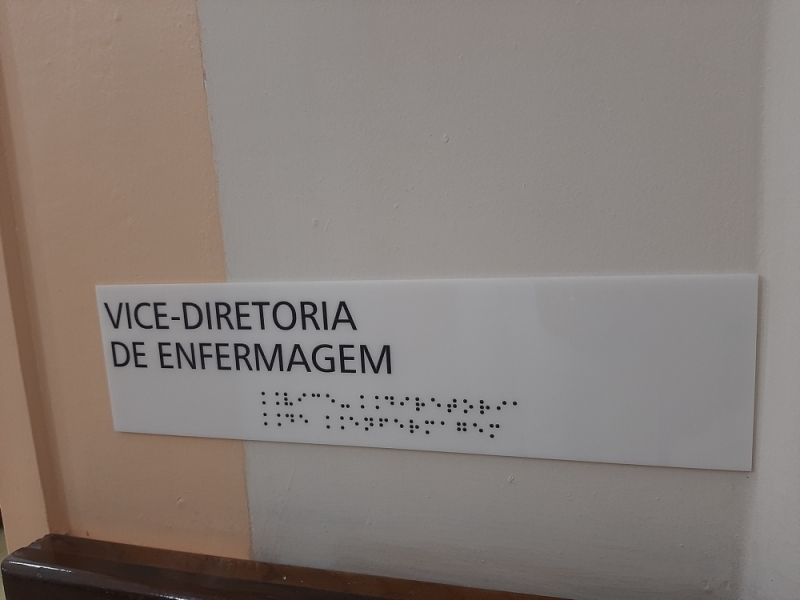 VICE-DIRETORIA
DE ENFERMAGEM
⠨⠨⠧⠊⠉⠑⠤⠨⠨⠙⠊⠗⠑⠞⠕⠗⠊⠁
⠨⠨⠙⠑ ⠨⠨⠑⠝⠋⠑⠗⠍⠁⠛⠑⠍